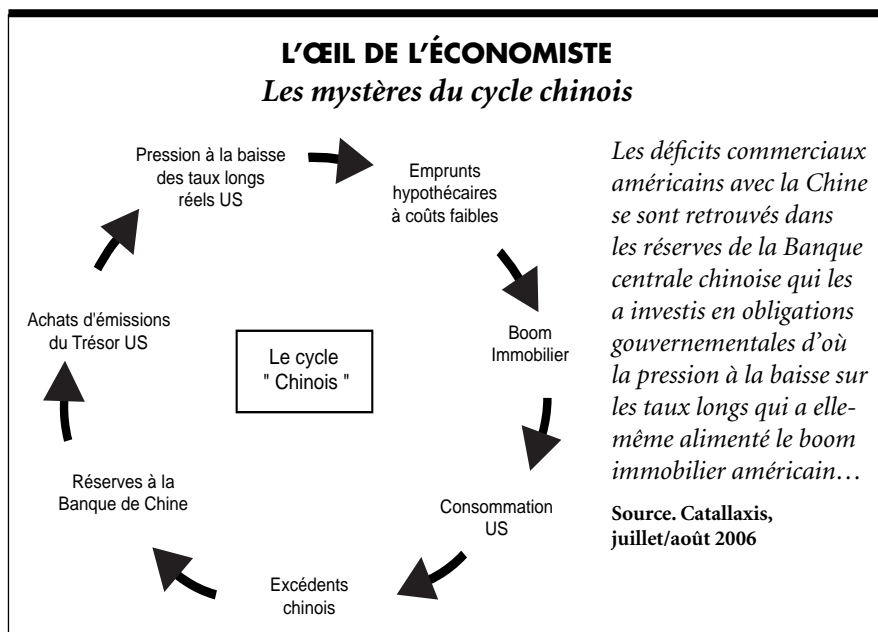 L’ŒIL DE L’ÉCONOMISTE
Les mystères du cycle chinois
Pression à la baisse
des taux longs
réels US
Emprunts
hypothécaires
à coûts faibles
Boom
Immobilier
Consommation
US
Excédents
chinois
Réserves à la
Banque de Chine
Achats d'émissions
du Trésor US
Le cycle
" Chinois "
Les déficits commerciaux
américains avec la Chine
se sont retrouvés dans
les réserves de la Banque
centrale chinoise qui les
a investis en obligations
gouvernementales d’où
la pression à la baisse sur
les taux longs qui a elle-
même alimenté le boom
immobilier américain…
Source. Catallaxis,
juillet/août 2006